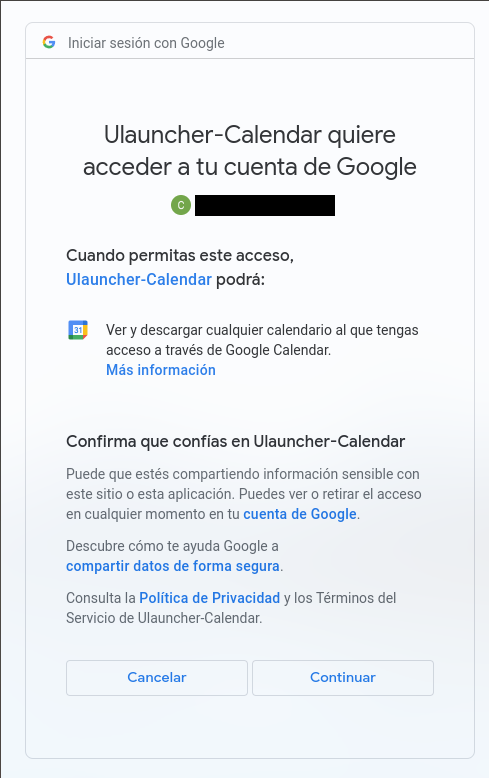 Iniciar sesión con Google
Ulauncher-Calendar quiere
acceder a tu cuenta de Google
C
Cuando permitas este acceso,
Ulauncher-Calendar podrá:
31
Ver y descargar cualquier calendario al que tengas
acceso a través de Google Calendar.
Más información
Confirma que confías en Ulauncher-Calendar
Puede que estés compartiendo información sensible con
este sitio o esta aplicación. Puedes ver o retirar el acceso
en cualquier momento en tu cuenta de Google.
Descubre cómo te ayuda Google a
compartir datos de forma segura.
Consulta la Política de Privacidad y los Términos del
Servicio de Ulauncher-Calendar.
Cancelar
Continuar